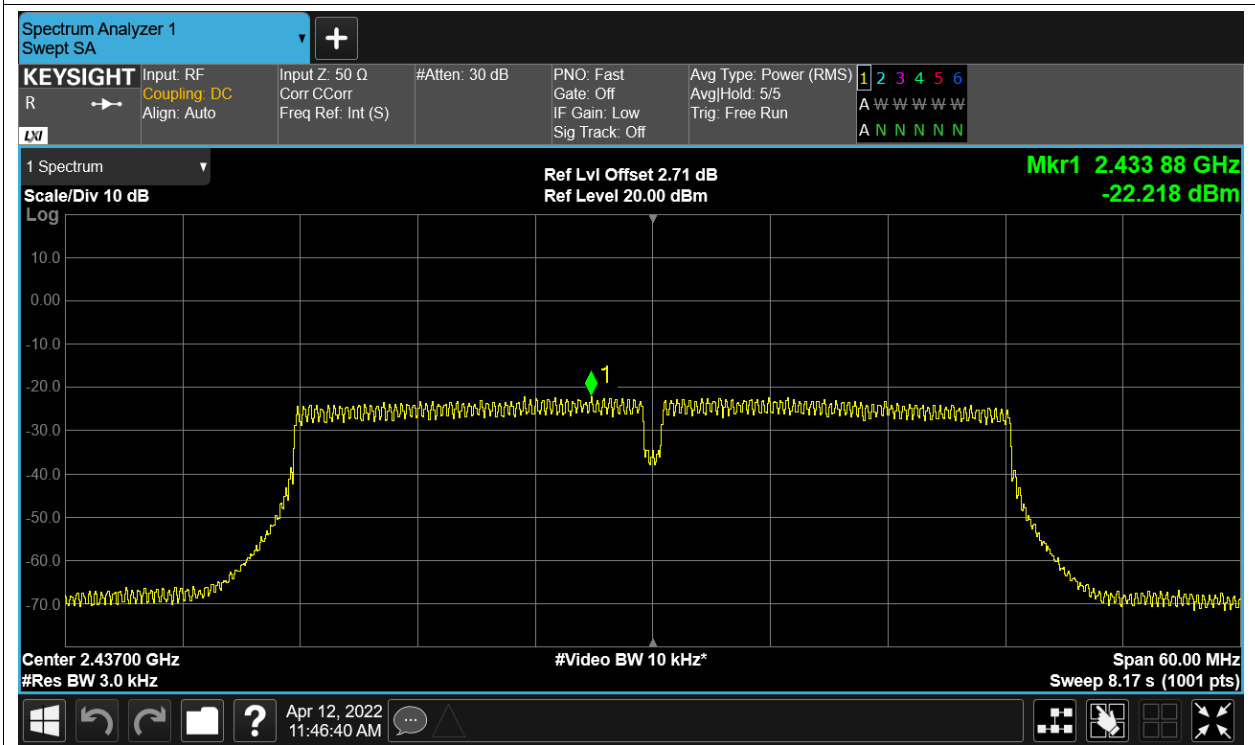 Spectrum Analyzer 1
Swept SA
+
KEYSIGHT
R
LXI
Input: RF
Coupling: DC
Align: Auto
Input Z: 50 Ω
Corr CCorr
Freq Ref: Int (S)
#Atten: 30 dB
PNO: Fast
Gate: Off
IF Gain: Low
Sig Track: Off
Avg Type: Power (RMS)
Avg|Hold: 5/5
Trig: Free Run
1 2 3 4 5 6
A W W W W W
A N N N N N
1 Spectrum
Scale/Div 10 dB
Log
Ref Lvl Offset 2.71 dB
Ref Level 20.00 dBm
Mkr1 2.433 88 GHz
-22.218 dBm
10.0
0.00
-10.0
-20.0
-30.0
-40.0
-50.0
-60.0
-70.0
1
Center 2.43700 GHz
#Res BW 3.0 kHz
#Video BW 10 kHz*
Span 60.00 MHz
Sweep 8.17 s (1001 pts)
?
Apr 12, 2022
11:46:40 AM